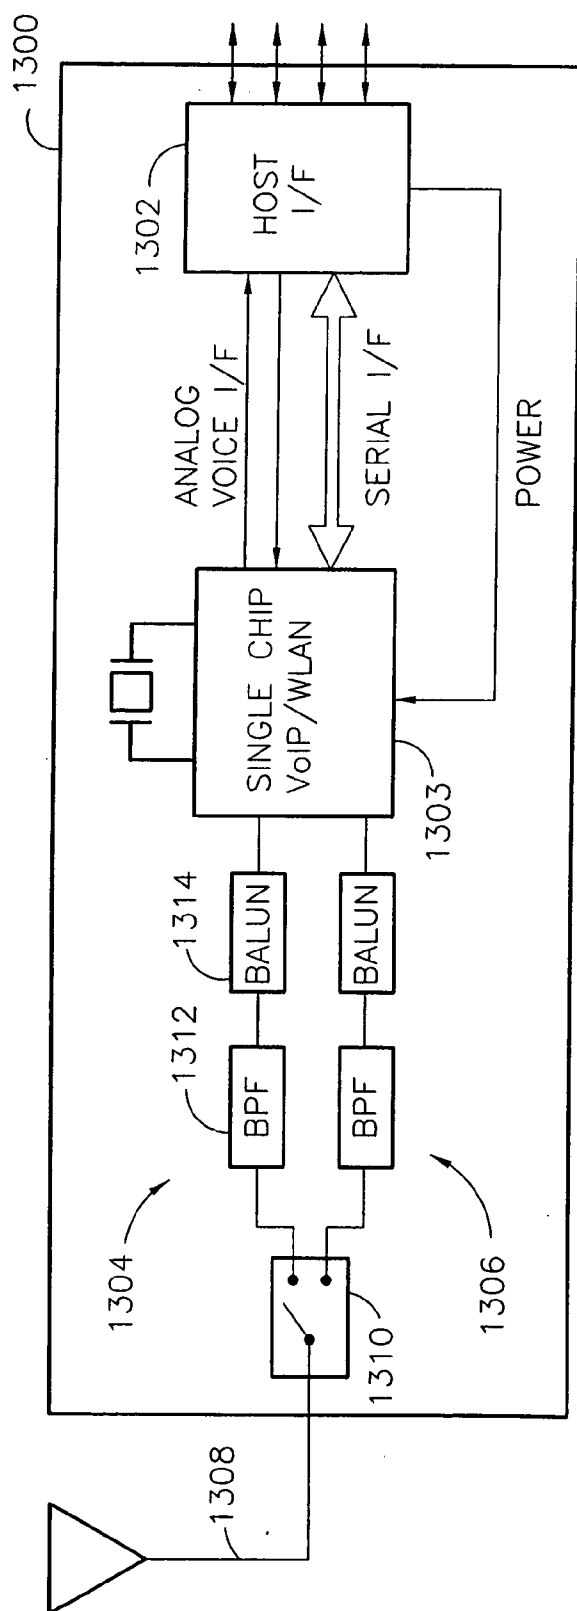 1300
1308
1304
1310
1306
1312
BPF
BPF
1314
BALUN
BALUN
SINGLE CHIP
VoIP/WLAN
1303
ANALOG
VOICE I/F
SERIAL I/F
POWER
1302
HOST
I/F